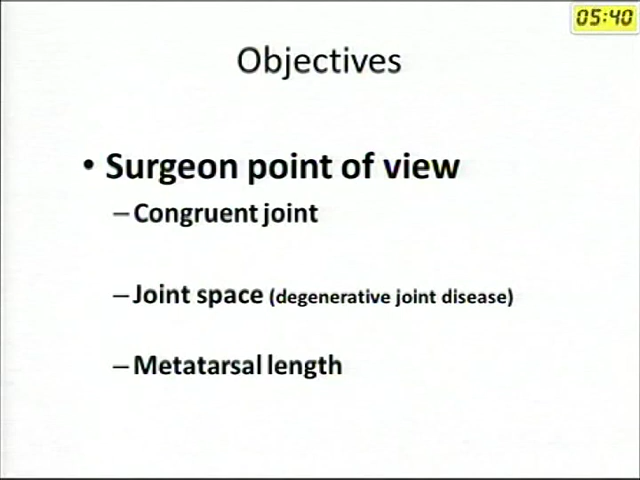 05:40
Objectives
• Surgeon point of view
– Congruent joint
– Joint space (degenerative joint disease)
– Metatarsal length